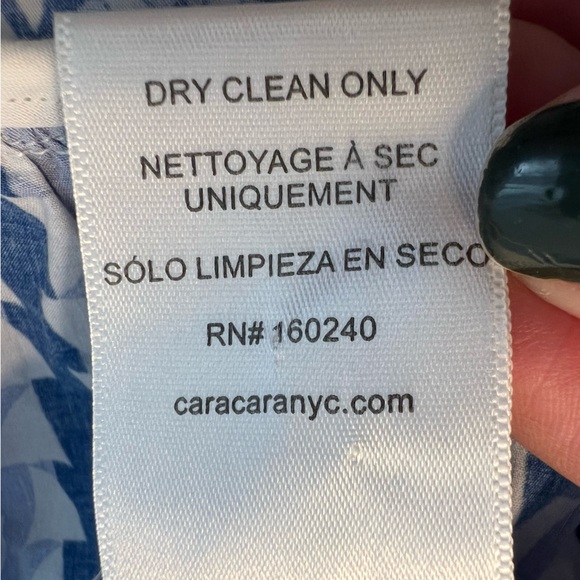 DRY CLEAN ONLY
NETTOYAGE À SEC
UNIQUEMENT
SÓLO LIMPIEZA EN SECO
RN# 160240
caracaranyc.com